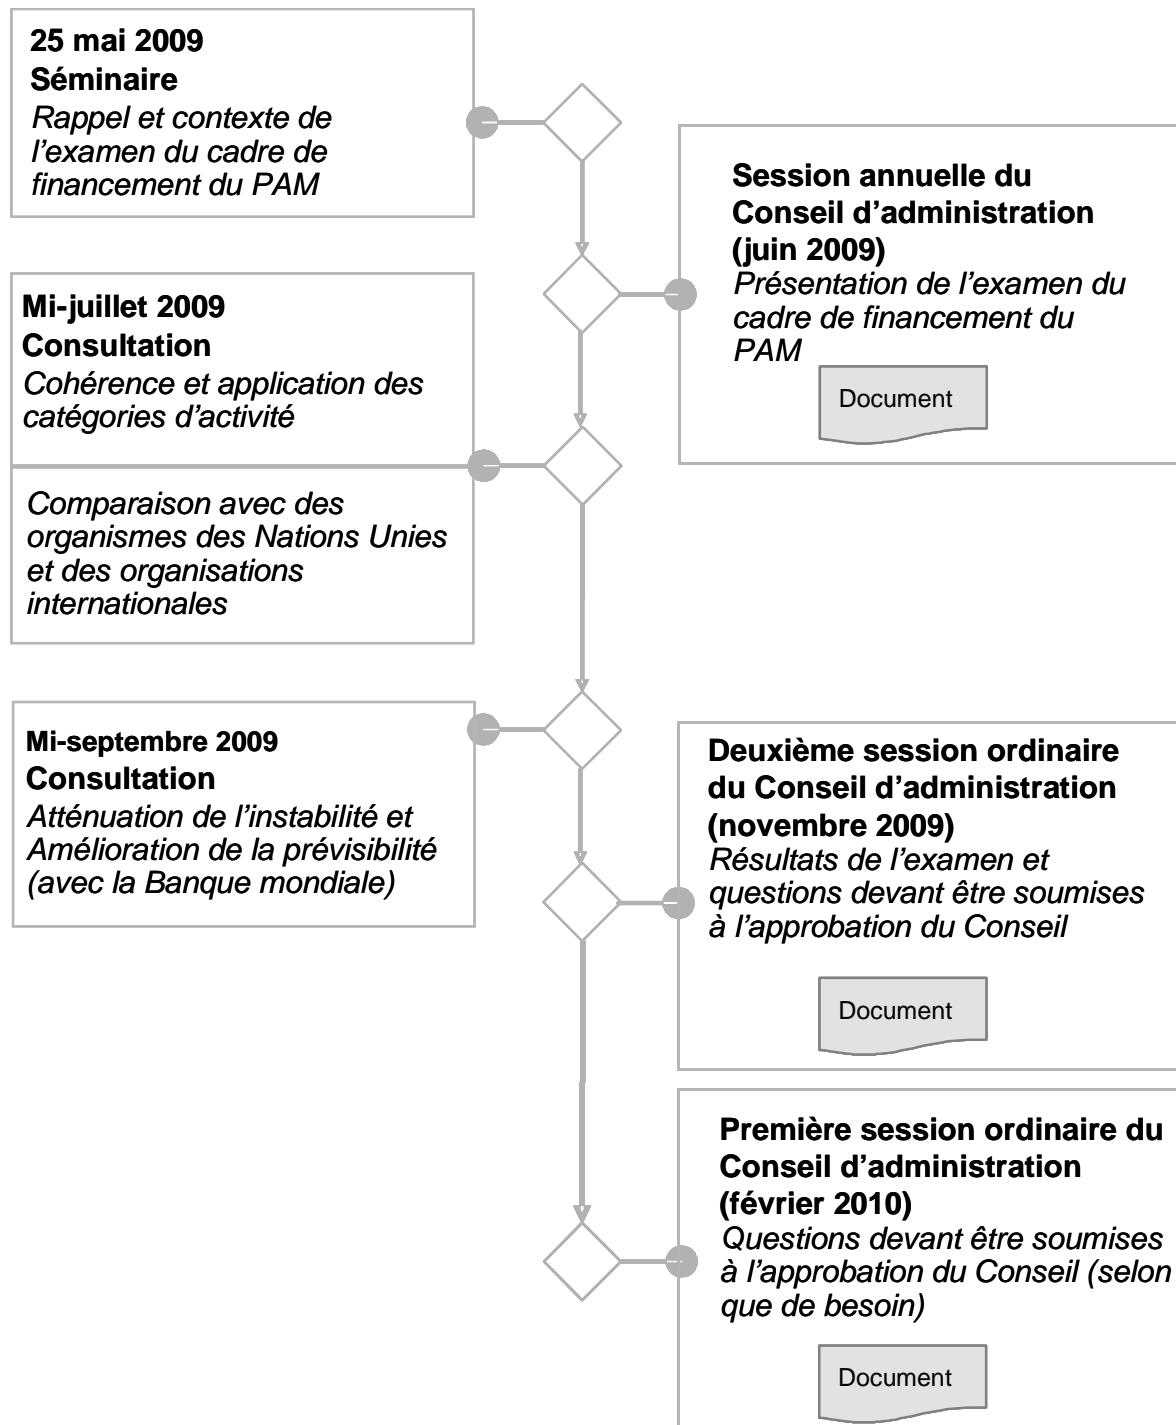 25 mai 2009
Séminaire
Rappel et contexte de
l’examen du cadre de
financement du PAM
Session annuelle du
Conseil d’administration
(juin 2009)
Présentation de l’examen du
cadre de financement du
PAM
Document
Mi-juillet 2009
Consultation
Cohérence et application des
catégories d’activité
Comparaison avec des
organismes des Nations Unies
et des organisations
internationales
Mi-septembre 2009
Consultation
Atténuation de l’instabilité et
Amélioration de la prévisibilité
(avec la Banque mondiale)
Deuxième session ordinaire
du Conseil d’administration
(novembre 2009)
Résultats de l’examen et
questions devant être soumises
à l’approbation du Conseil
Document
Première session ordinaire du
Conseil d’administration
(février 2010)
Questions devant être soumises
à l’approbation du Conseil (selon
que de besoin)
Document